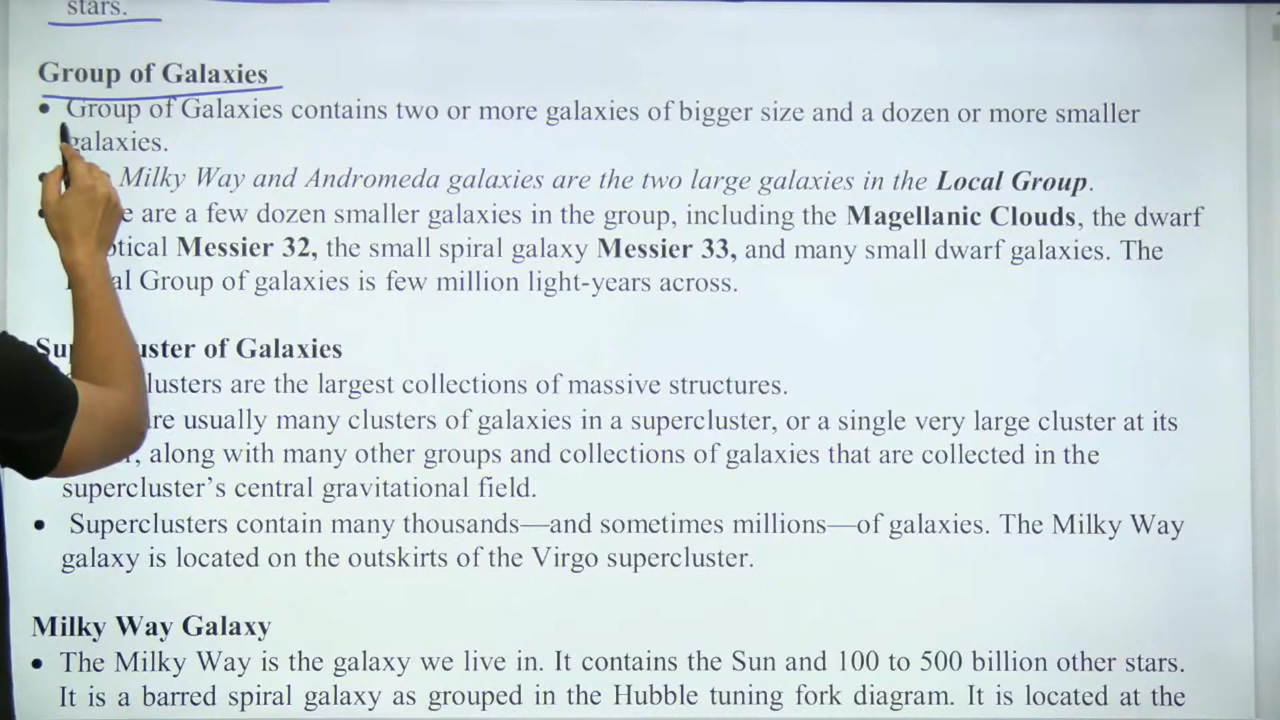 stars.
Group of Galaxies
• Group of Galaxies contains two or more galaxies of bigger size and a dozen or more smaller
galaxies.
Milky Way and Andromeda galaxies are the two large galaxies in the Local Group.
are a few dozen smaller galaxies in the group, including the Magellanic Clouds, the dwarf
Messier 32, the small spiral galaxy Messier 33, and many small dwarf galaxies. The
Group of galaxies is few million light-years across.
of Galaxies
are the largest collections of massive structures.
usually many clusters of galaxies in a supercluster, or a single very large cluster at its
, along with many other groups and collections of galaxies that are collected in the
supercluster’s central gravitational field.
• Superclusters contain many thousands—and sometimes millions—of galaxies. The Milky Way
galaxy is located on the outskirts of the Virgo supercluster.
Milky Way Galaxy
• The Milky Way is the galaxy we live in. It contains the Sun and 100 to 500 billion other stars.
It is a barred spiral galaxy as grouped in the Hubble tuning fork diagram. It is located at the